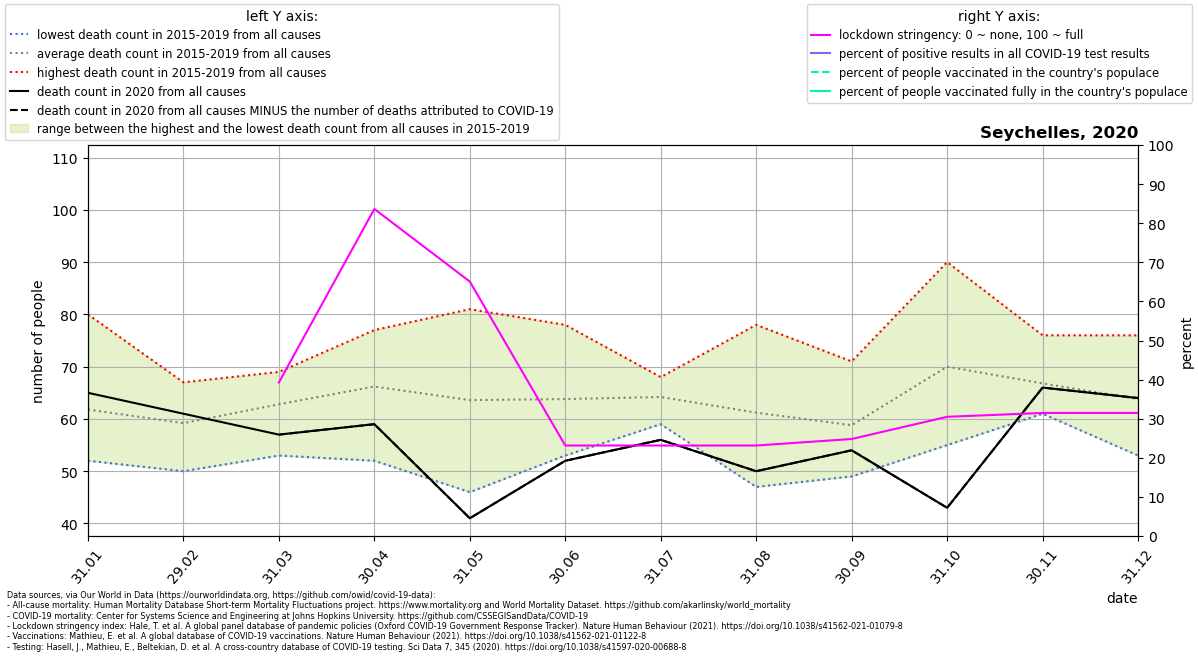 left Y axis:
lowest death count in 2015-2019 from all causes
average death count in 2015-2019 from all causes
highest death count in 2015-2019 from all causes
death count in 2020 from all causes
death count in 2020 from all causes MINUS the number of deaths attributed to COVID-19
range between the highest and the lowest death count from all causes in 2015-2019
right Y axis:
lockdown stringency: 0 ~ none, 100 ~ full
percent of positive results in all COVID-19 test results
percent of people vaccinated in the country's populace
percent of people vaccinated fully in the country's populace
Seychelles, 2020
110
100
90
80
70
60
50
40
number of people
100
90
80
70
60
50
40
30
20
10
0
percent
31.01
29.02
31.03
30.04
31.05
30.06
31.07
31.08
30.09
31.10
30.11
31.12
date
Data sources, via Our World in Data (https://ourworldindata.org, https://github.com/owid/covid-19-data):
- All-cause mortality: Human Mortality Database Short-term Mortality Fluctuations project. https://www.mortality.org and World Mortality Dataset. https://github.com/akarlinsky/world_mortality
- COVID-19 mortality: Center for Systems Science and Engineering at Johns Hopkins University. https://github.com/CSSEGISandData/COVID-19
- Lockdown stringency index: Hale, T. et al. A global panel database of pandemic policies (Oxford COVID-19 Government Response Tracker). Nature Human Behaviour (2021). https://doi.org/10.1038/s41562-021-01079-8
- Vaccinations: Mathieu, E. et al. A global database of COVID-19 vaccinations. Nature Human Behaviour (2021). https://doi.org/10.1038/s41562-021-01122-8
- Testing: Hasell, J., Mathieu, E., Beltekian, D. et al. A cross-country database of COVID-19 testing. Sci Data 7, 345 (2020). https://doi.org/10.1038/s41597-020-00688-8